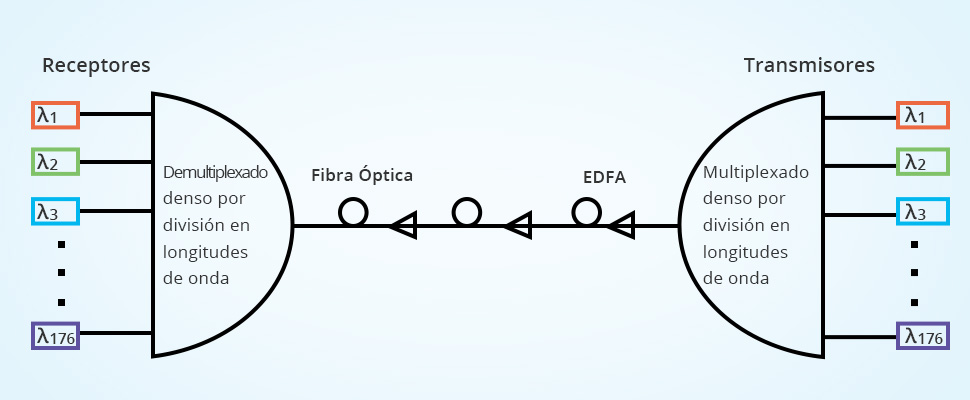 Receptores
Transmisores
λ1
λ2
λ3
λ176
Demultiplexado
denso por
división en
longitudes
de onda
Fibra Óptica
EDFA
Multiplexado
denso por
división en
longitudes
de onda
λ1
λ2
λ3
λ176